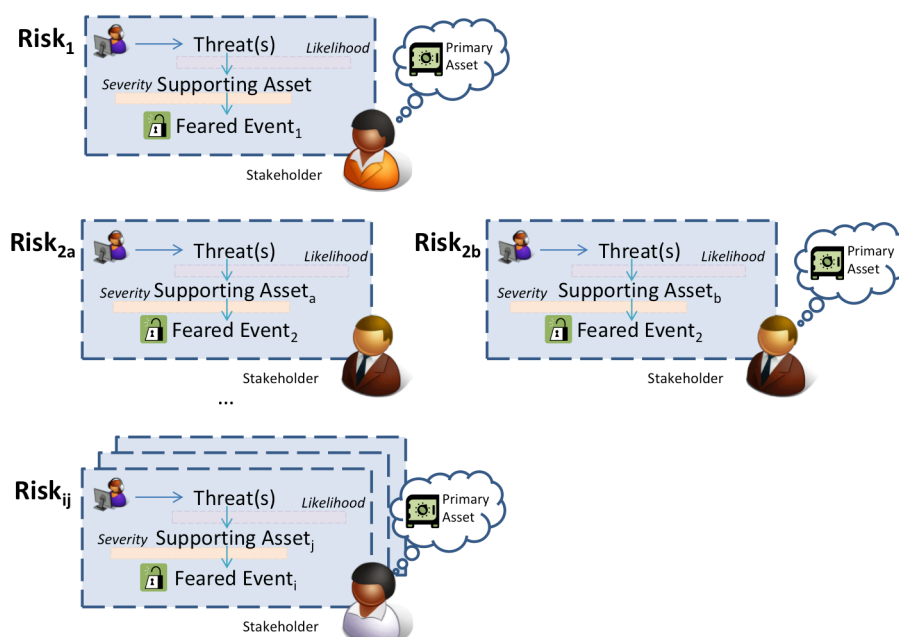 Risk₁
Threat(s)
Likelihood
Severity Supporting Asset
Feared Event₁
Stakeholder
Primary
Asset
Risk₂ₐ
Threat(s)
Likelihood
Severity Supporting Assetₐ
Feared Event₂
Stakeholder
...
Risk2b
Threat(s)
Likelihood
Severity Supporting Assetb
Feared Event₂
Stakeholder
Primary
Asset
Riskij
Threat(s)
Likelihood
Severity Supporting Assetj
Feared Eventi
Stakeholder
Primary
Asset